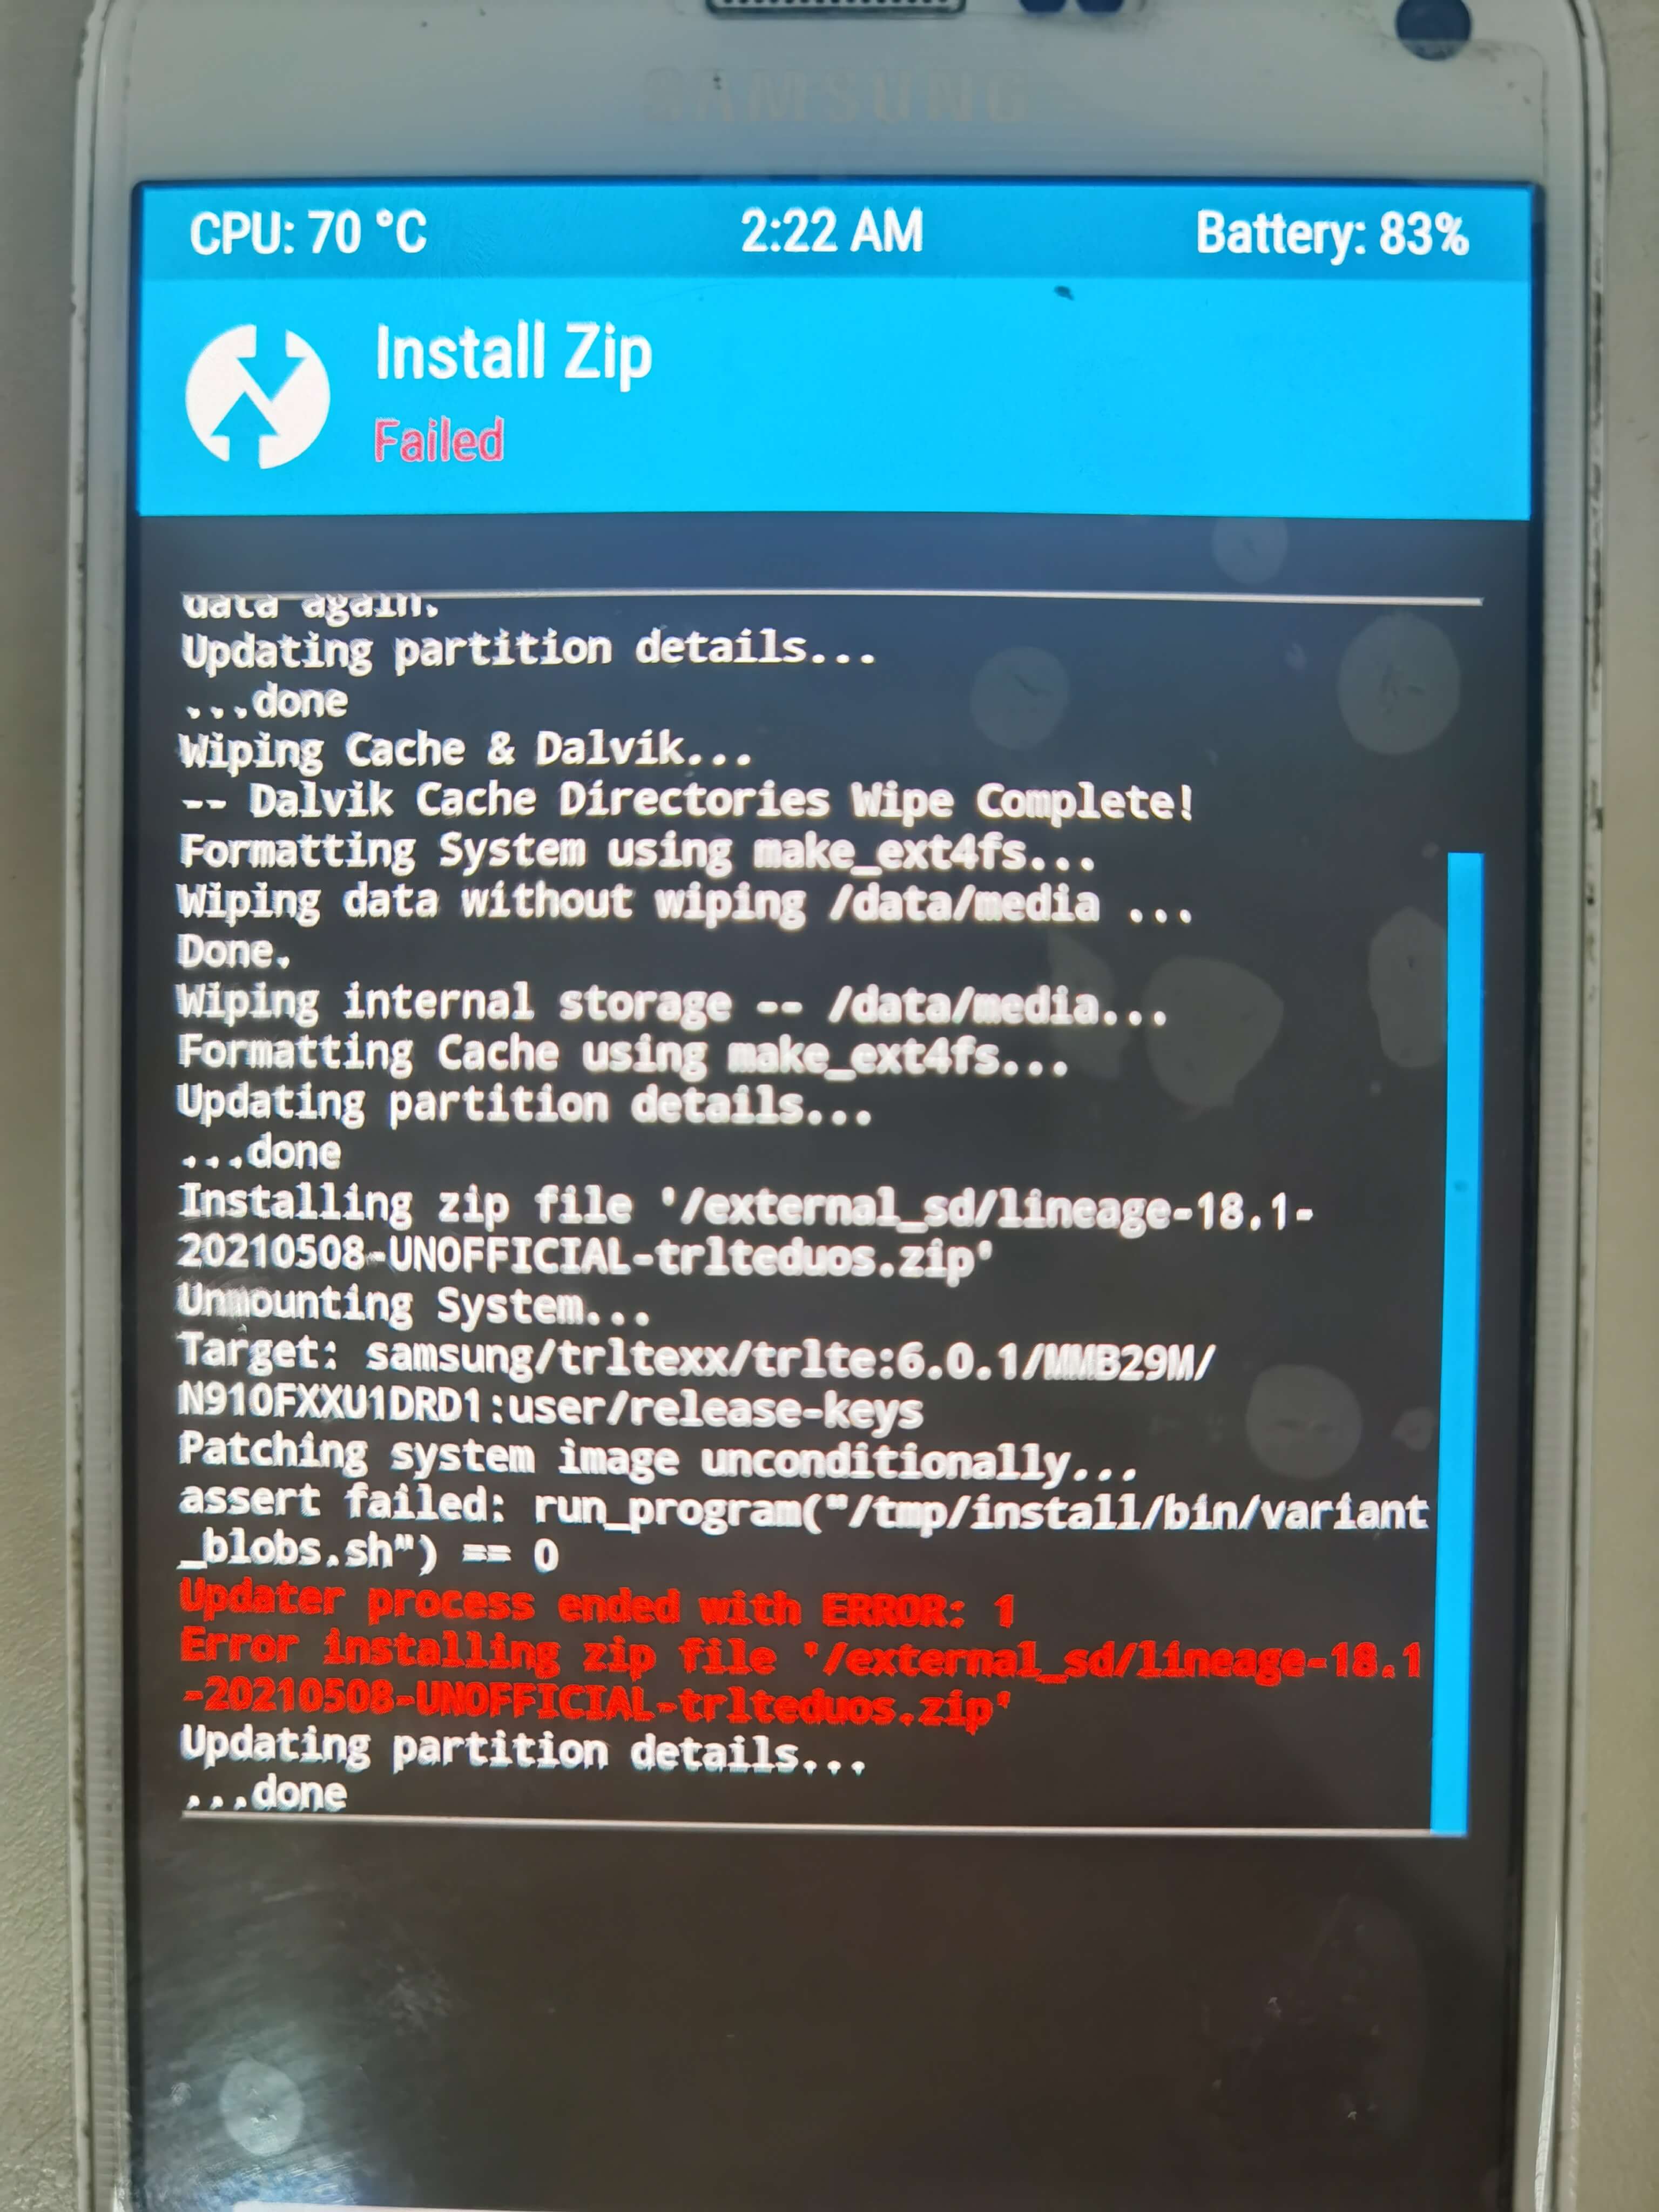 SAMSUNG
CPU: 70 °C 2:22 AM Battery: 83%
Install Zip
Failed
data again.
Updating partition details...
...done
Wiping Cache & Dalvik...
-- Dalvik Cache Directories Wipe Complete!
Formatting System using make_ext4fs...
Wiping data without wiping /data/media ...
Done.
Wiping internal storage -- /data/media...
Formatting Cache using make_ext4fs...
Updating partition details...
...done
Installing zip file '/external_sd/lineage-18.1-
20210508-UNOFFICIAL-trlteduos.zip'
Unmounting System...
Target: samsung/trltexx/trlte:6.0.1/MMB29M/
N910FXXU1DRD1:user/release-keys
Patching system image unconditionally...
assert failed: run_program("/tmp/install/bin/variant
_blobs.sh") == 0
Updater process ended with ERROR: 1
Error installing zip file '/external_sd/lineage-18.1
-20210508-UNOFFICIAL-trlteduos.zip'
Updating partition details...
...done